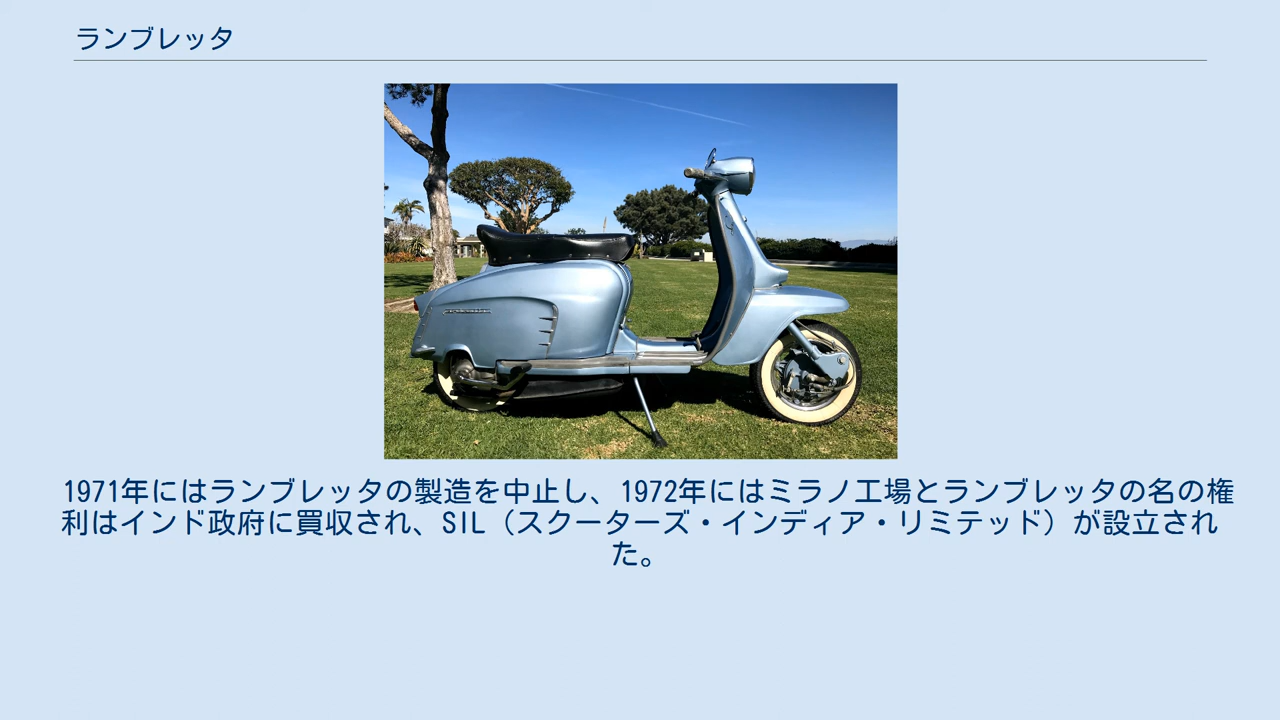 ランブレッタ
1971年にはランブレッタの製造を中止し、1972年にはミラノ工場とランブレッタの名の権
利はインド政府に買収され、SIL（スクーターズ・インディア・リミテッド）が設立され
た。